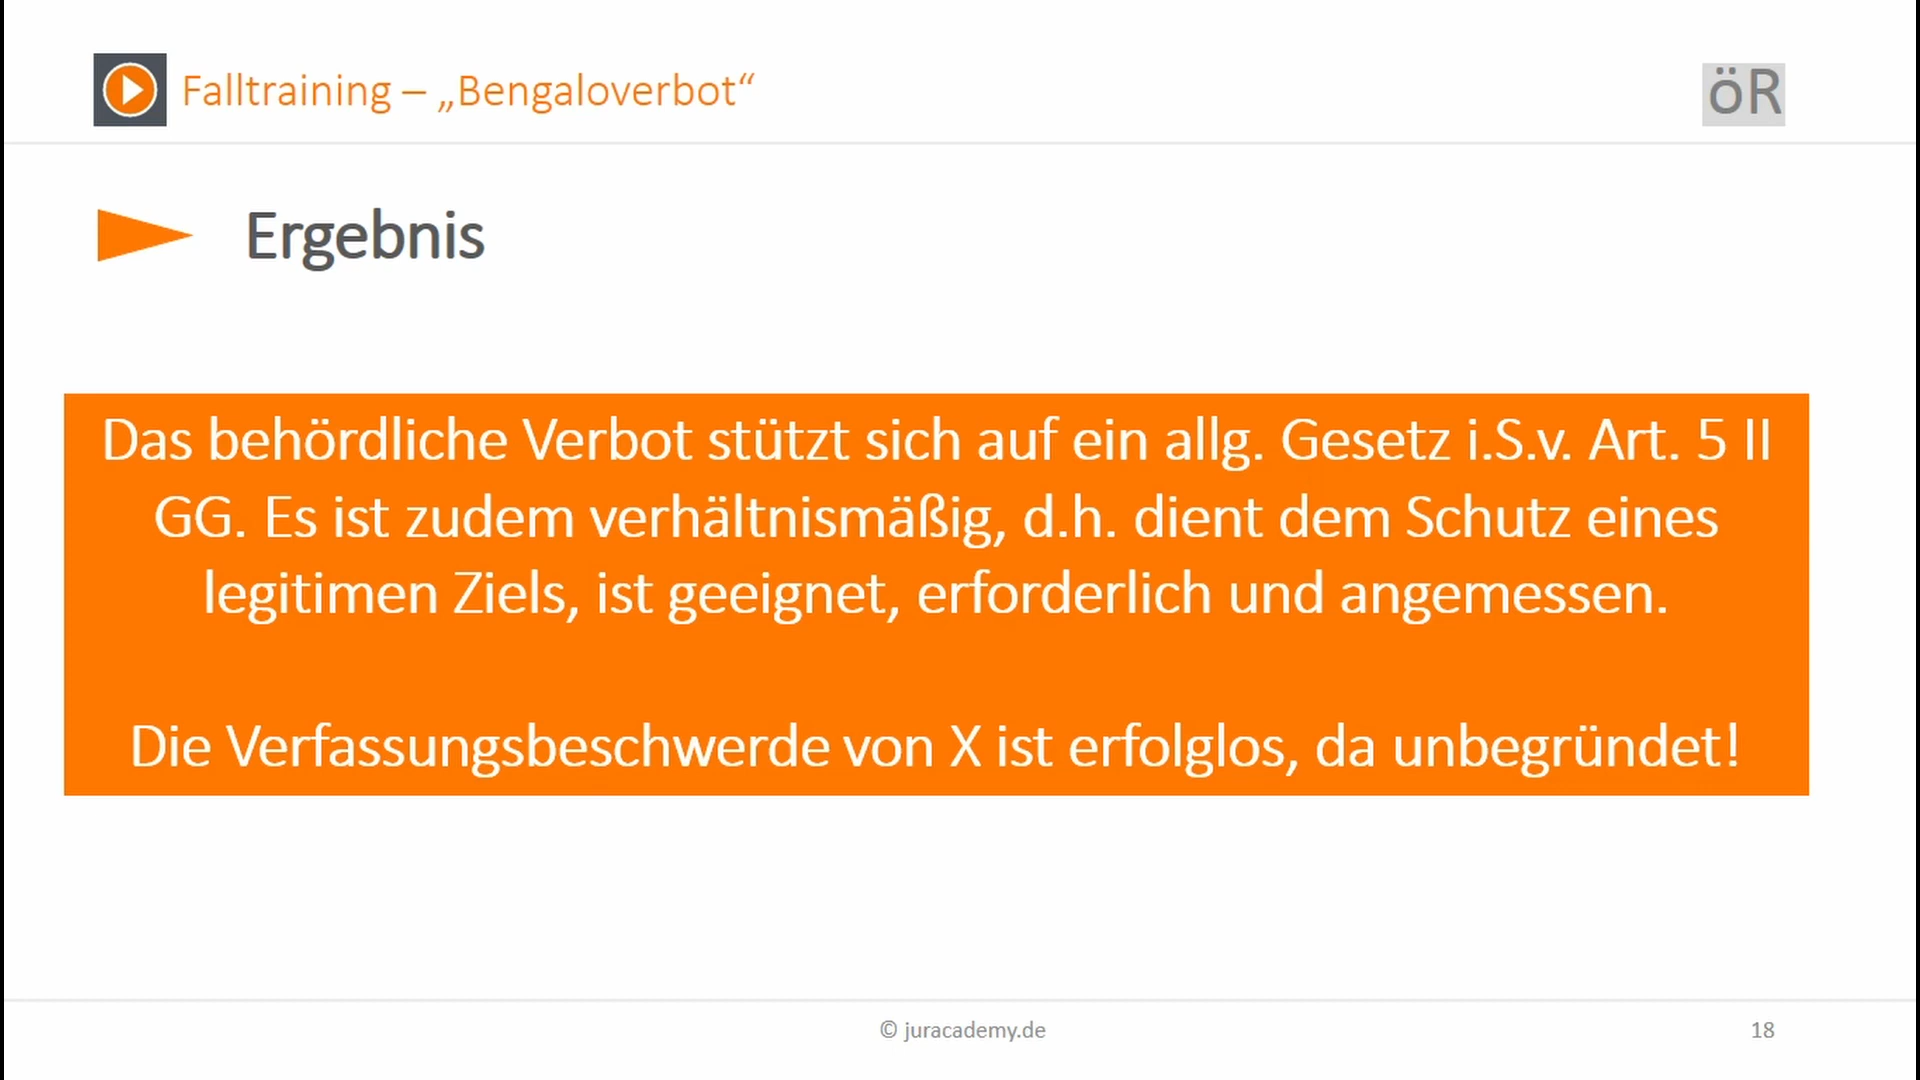 Falltraining – „Bengaloverbot“
öR
Ergebnis
Das behördliche Verbot stützt sich auf ein allg. Gesetz i.S.v. Art. 5 II
GG. Es ist zudem verhältnismäßig, d.h. dient dem Schutz eines
legitimen Ziels, ist geeignet, erforderlich und angemessen.
Die Verfassungsbeschwerde von X ist erfolglos, da unbegründet!
© juracademy.de
18